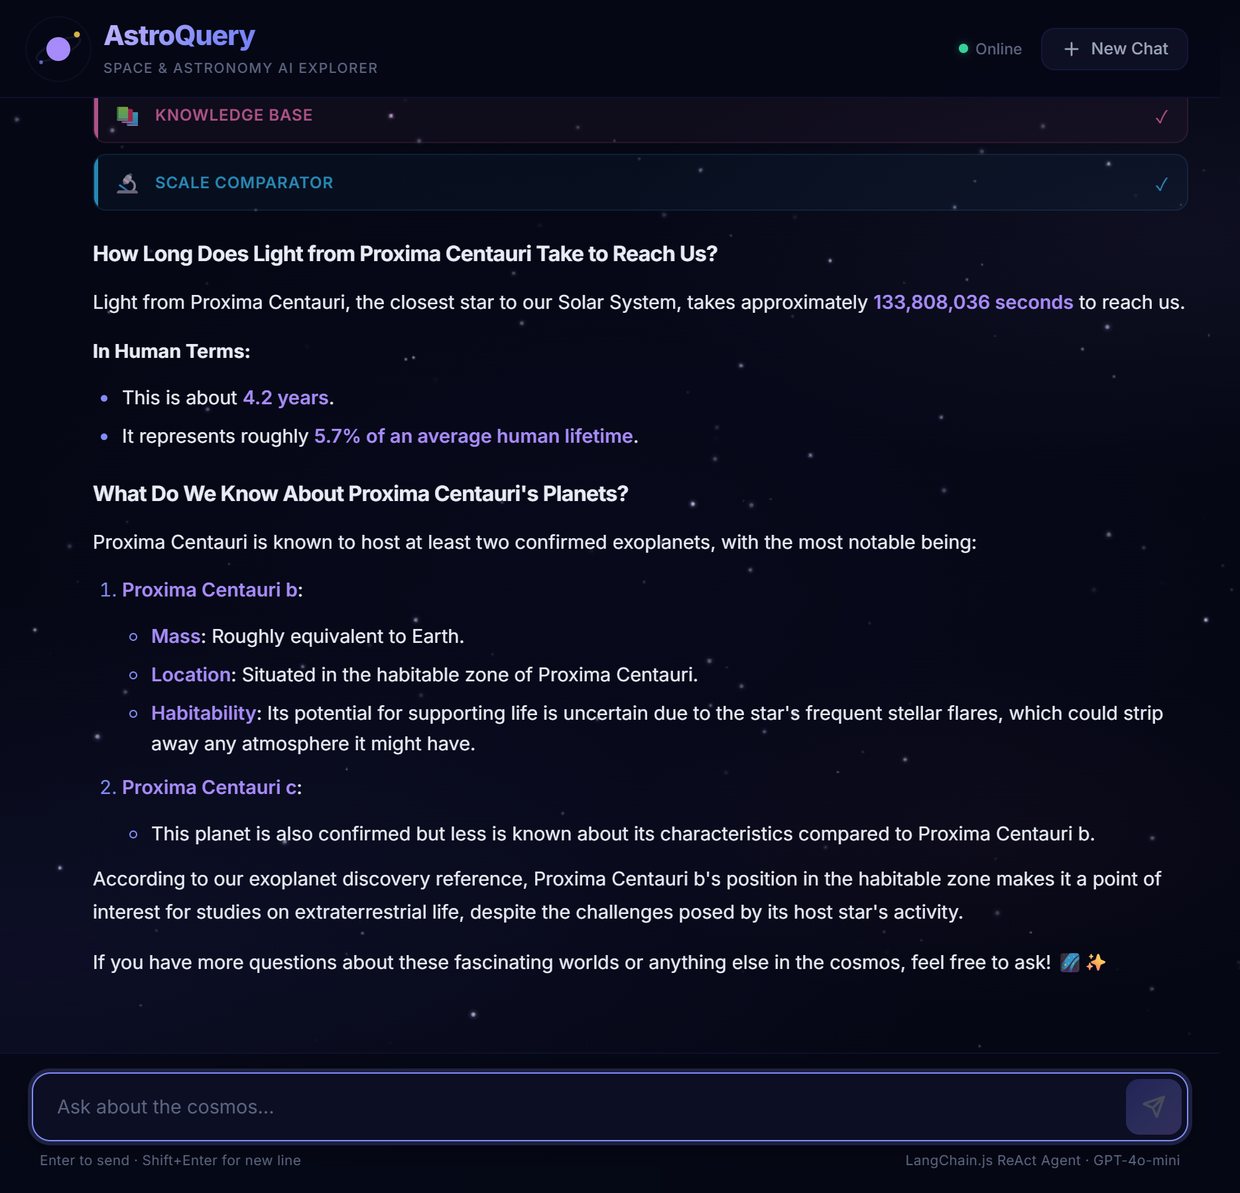 AstroQuery
SPACE & ASTRONOMY AI EXPLORER
Online
New Chat
KNOWLEDGE BASE
SCALE COMPARATOR
How Long Does Light from Proxima Centauri Take to Reach Us?
Light from Proxima Centauri, the closest star to our Solar System, takes approximately 133,808,036 seconds to reach us.
In Human Terms:
• This is about 4.2 years.
• It represents roughly 5.7% of an average human lifetime.
What Do We Know About Proxima Centauri's Planets?
Proxima Centauri is known to host at least two confirmed exoplanets, with the most notable being:
1. Proxima Centauri b:
◦ Mass: Roughly equivalent to Earth.
◦ Location: Situated in the habitable zone of Proxima Centauri.
◦ Habitability: Its potential for supporting life is uncertain due to the star's frequent stellar flares, which could strip
away any atmosphere it might have.
2. Proxima Centauri c:
◦ This planet is also confirmed but less is known about its characteristics compared to Proxima Centauri b.
According to our exoplanet discovery reference, Proxima Centauri b's position in the habitable zone makes it a point of
interest for studies on extraterrestrial life, despite the challenges posed by its host star's activity.
If you have more questions about these fascinating worlds or anything else in the cosmos, feel free to ask! 🌌✨
Ask about the cosmos...
Enter to send · Shift+Enter for new line
LangChain.js ReAct Agent · GPT-4o-mini